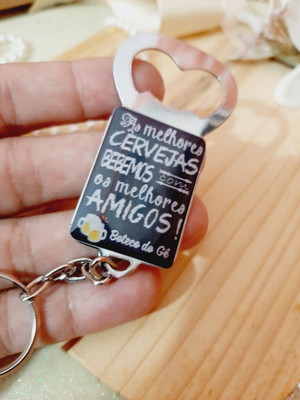 As melhores
CERVEJAS
BEBEMOS com
os melhores
AMIGOS!
Boteco do Gê